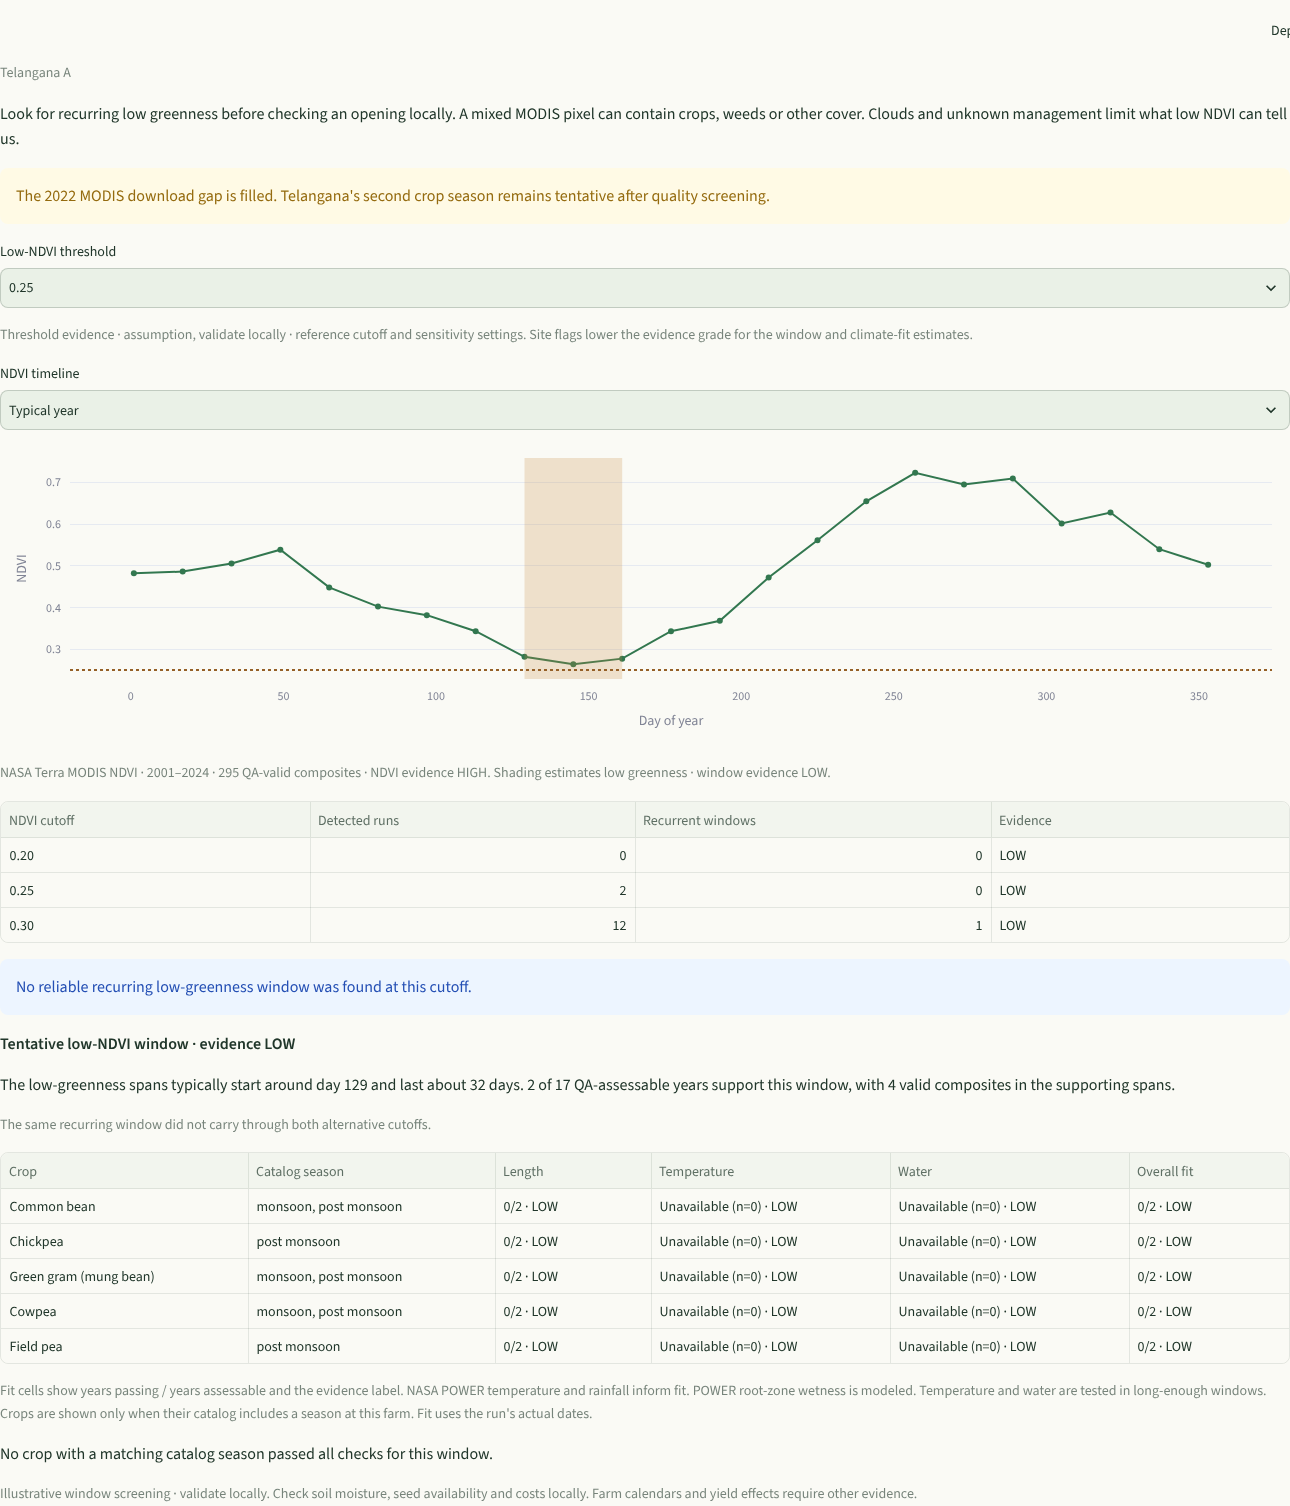 Dep
Telangana A
Look for recurring low greenness before checking an opening locally. A mixed MODIS pixel can contain crops, weeds or other cover. Clouds and unknown management limit what low NDVI can tell
us.
The 2022 MODIS download gap is filled. Telangana's second crop season remains tentative after quality screening.
Low-NDVI threshold
0.25
Threshold evidence · assumption, validate locally · reference cutoff and sensitivity settings. Site flags lower the evidence grade for the window and climate-fit estimates.
NDVI timeline
Typical year
0.7
0.6
0.5
0.4
0.3
NDVI
0 50 100 150 200 250 300 350
Day of year
NASA Terra MODIS NDVI · 2001–2024 · 295 QA-valid composites · NDVI evidence HIGH. Shading estimates low greenness · window evidence LOW.
NDVI cutoff Detected runs Recurrent windows Evidence
0.20 0 0 LOW
0.25 2 0 LOW
0.30 12 1 LOW
No reliable recurring low-greenness window was found at this cutoff.
Tentative low-NDVI window · evidence LOW
The low-greenness spans typically start around day 129 and last about 32 days. 2 of 17 QA-assessable years support this window, with 4 valid composites in the supporting spans.
The same recurring window did not carry through both alternative cutoffs.
Crop Catalog season Length Temperature Water Overall fit
Common bean monsoon, post monsoon 0/2 · LOW Unavailable (n=0) · LOW Unavailable (n=0) · LOW 0/2 · LOW
Chickpea post monsoon 0/2 · LOW Unavailable (n=0) · LOW Unavailable (n=0) · LOW 0/2 · LOW
Green gram (mung bean) monsoon, post monsoon 0/2 · LOW Unavailable (n=0) · LOW Unavailable (n=0) · LOW 0/2 · LOW
Cowpea monsoon, post monsoon 0/2 · LOW Unavailable (n=0) · LOW Unavailable (n=0) · LOW 0/2 · LOW
Field pea post monsoon 0/2 · LOW Unavailable (n=0) · LOW Unavailable (n=0) · LOW 0/2 · LOW
Fit cells show years passing / years assessable and the evidence label. NASA POWER temperature and rainfall inform fit. POWER root-zone wetness is modeled. Temperature and water are tested in long-enough windows.
Crops are shown only when their catalog includes a season at this farm. Fit uses the run's actual dates.
No crop with a matching catalog season passed all checks for this window.
Illustrative window screening · validate locally. Check soil moisture, seed availability and costs locally. Farm calendars and yield effects require other evidence.